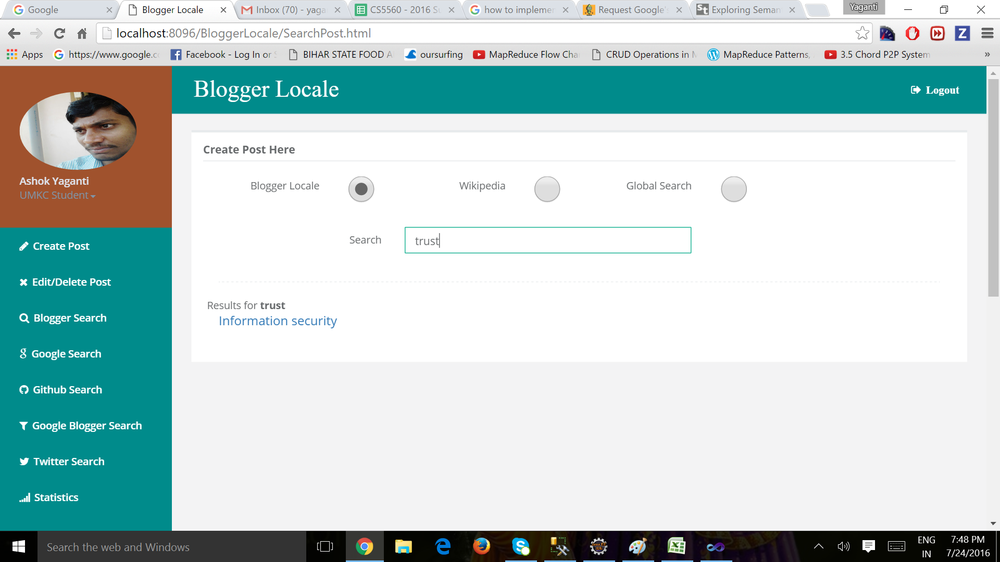 Google
Blogger Locale
Inbox (70) - yaga
CS5560 - 2016 Su
how to implemen
Request Google's
Exploring Seman
Yaganti
localhost:8096/BloggerLocale/SearchPost.html
Apps
https://www.google.c
Facebook - Log In or S
BIHAR STATE FOOD A
oursurfing
MapReduce Flow Cha
CRUD Operations in M
MapReduce Patterns,
3.5 Chord P2P System
»
Blogger Locale
Logout
Ashok Yaganti
UMKC Student
Create Post
Edit/Delete Post
Blogger Search
Google Search
Github Search
Google Blogger Search
Twitter Search
Statistics
Create Post Here
Blogger Locale
Wikipedia
Global Search
Search
trust
Results for trust
Information security
Search the web and Windows
ENG
IN
7:48 PM
7/24/2016